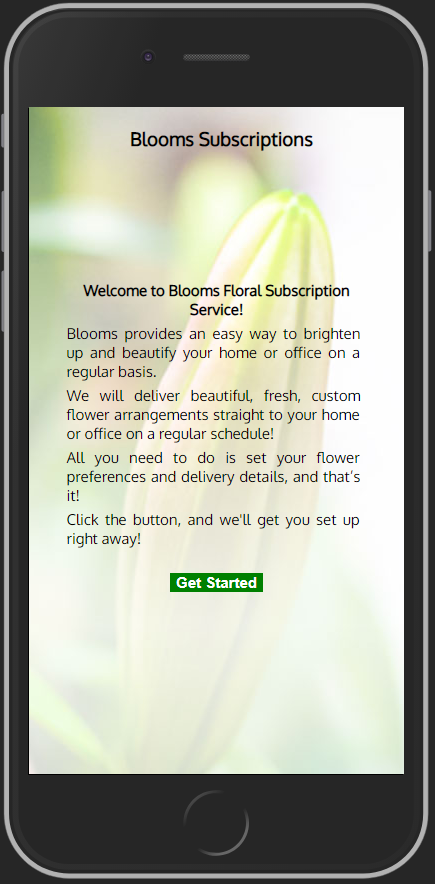 Blooms Subscriptions
Welcome to Blooms Floral Subscription
Service!
Blooms provides an easy way to brighten
up and beautify your home or office on a
regular basis.
We will deliver beautiful, fresh, custom
flower arrangements straight to your home
or office on a regular schedule!
All you need to do is set your flower
preferences and delivery details, and that’s
it!
Click the button, and we'll get you set up
right away!
Get Started